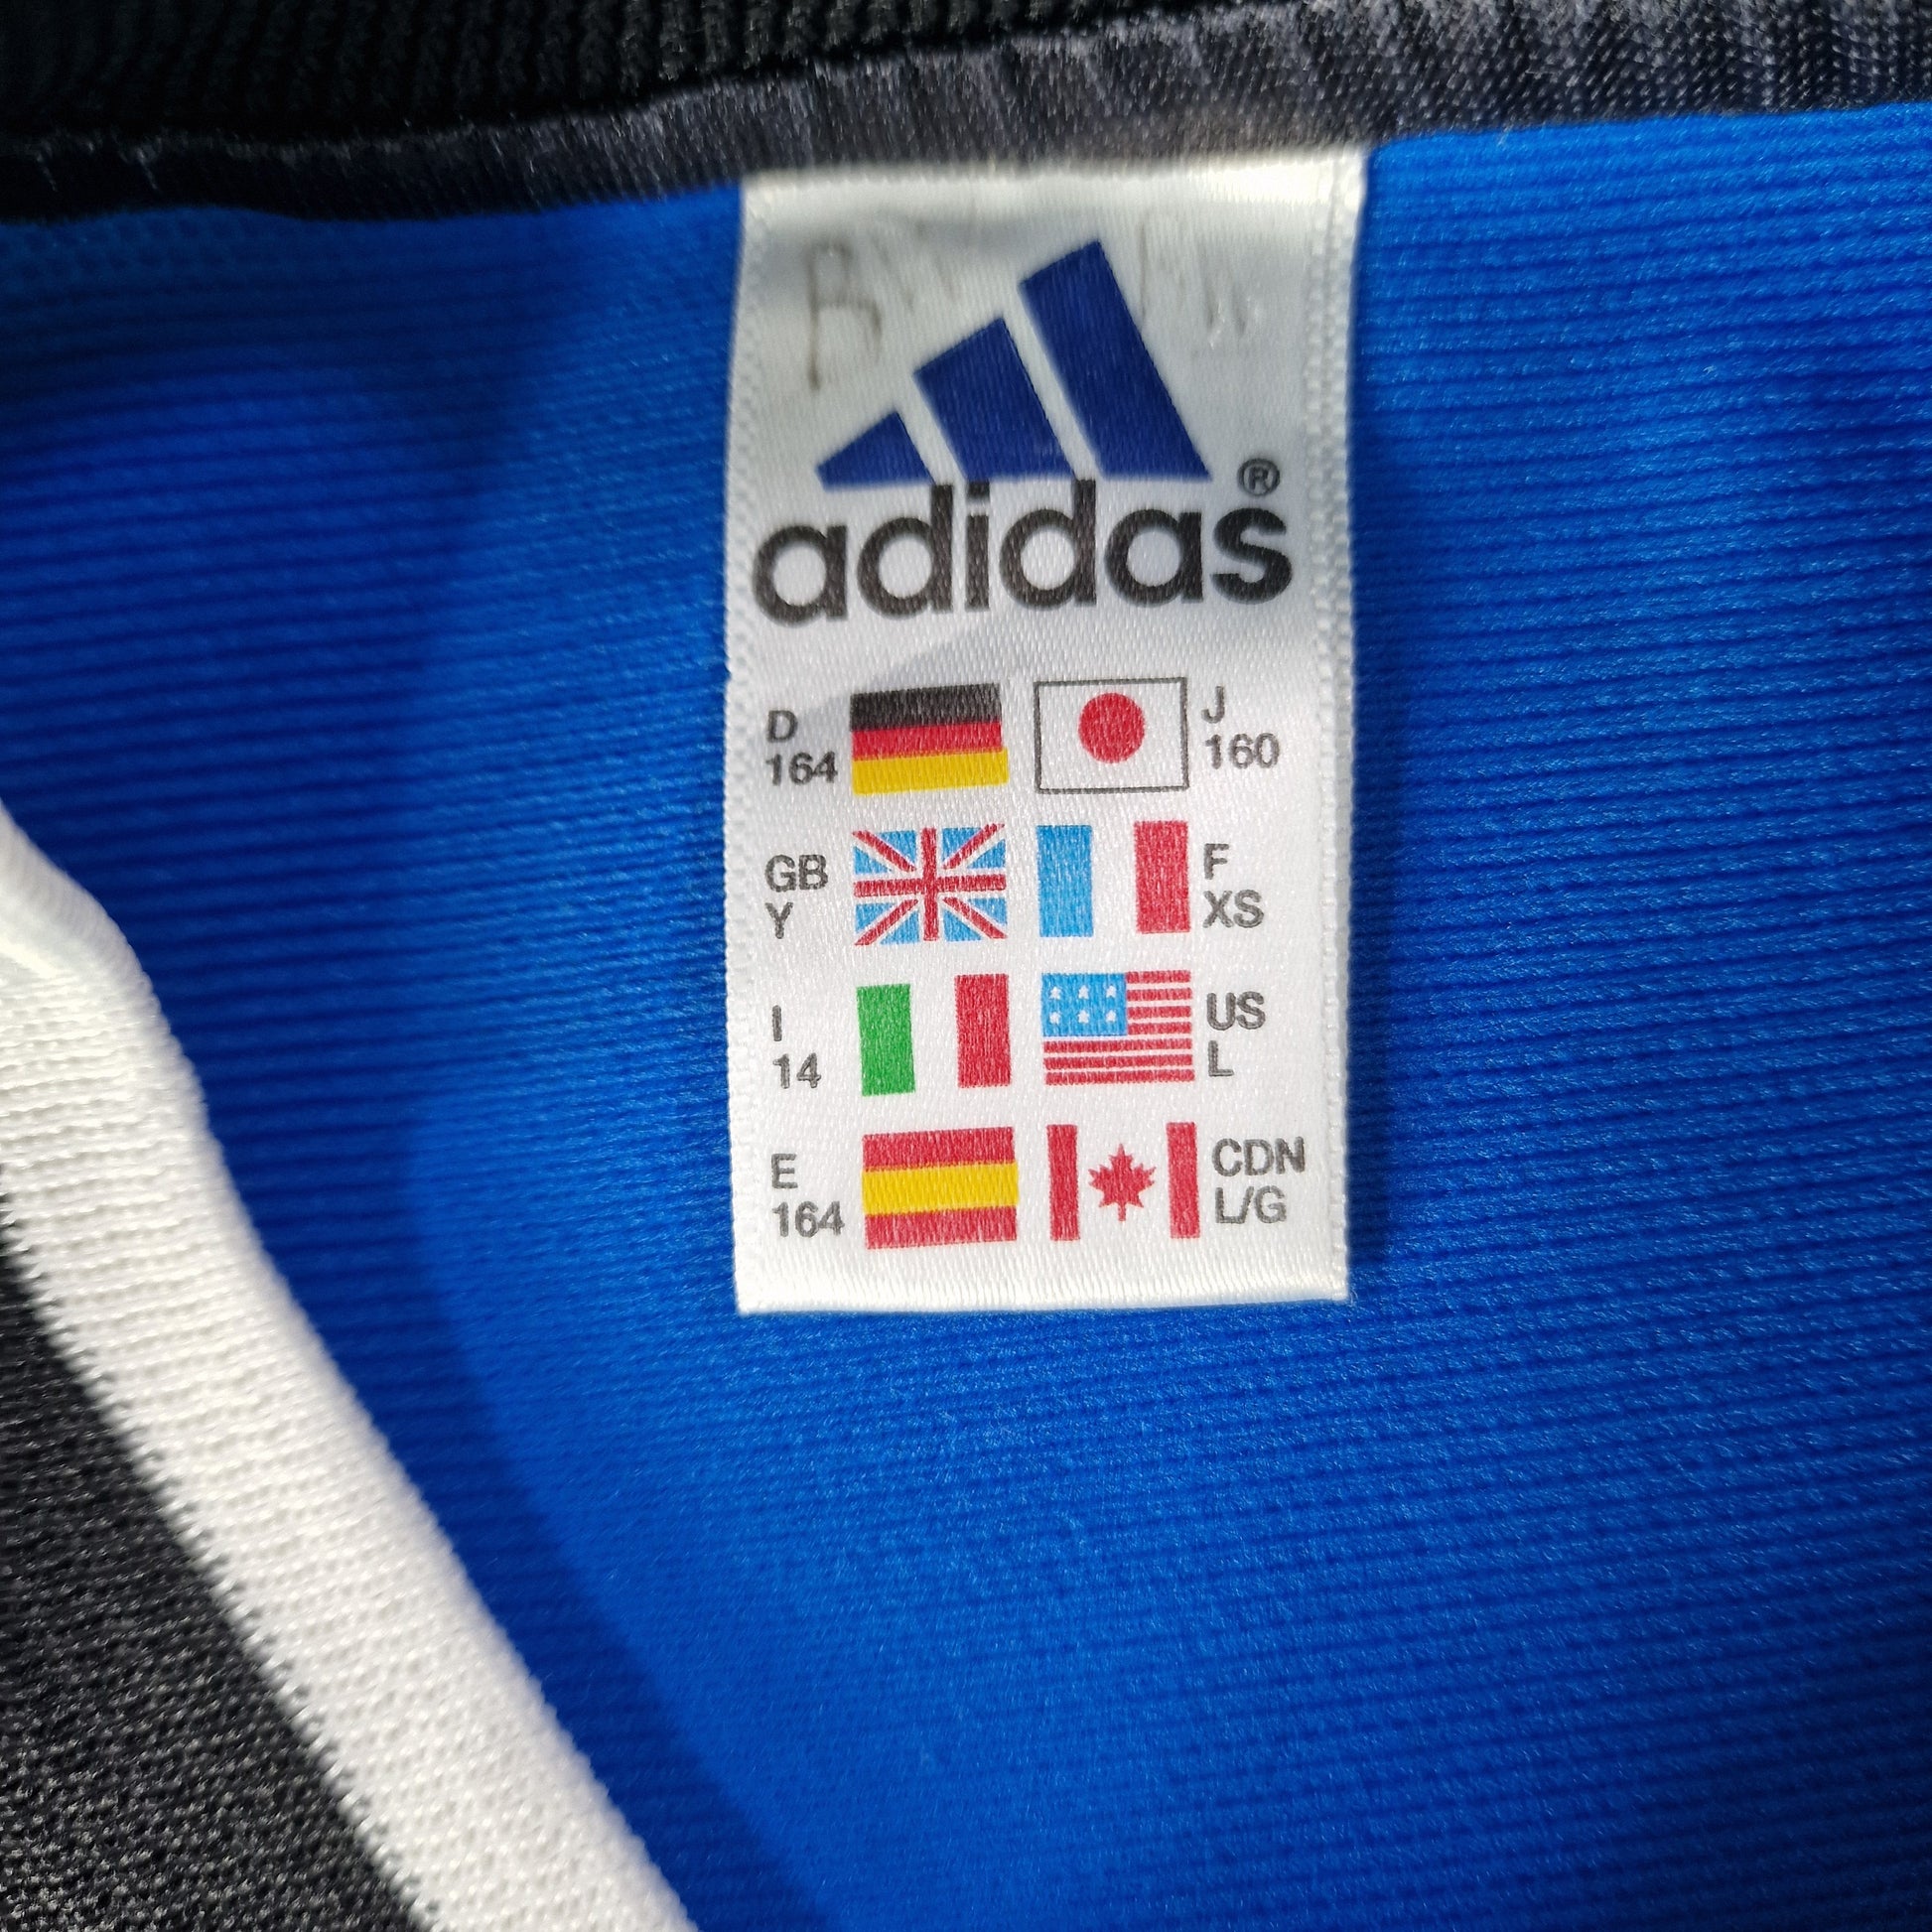 adidas®
D 164
J 160
GB Y
F XS
I 14
US L
E 164
CDN L/G